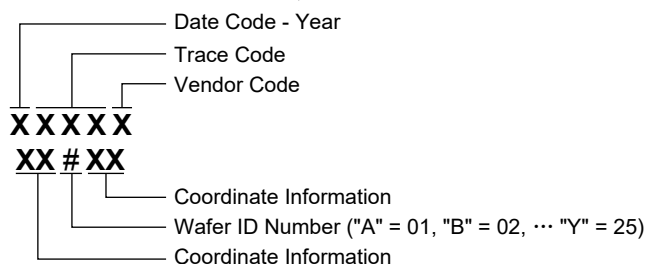 Date Code - Year
Trace Code
Vendor Code
X X X X X
XX # XX
Coordinate Information
Wafer ID Number ("A" = 01, "B" = 02, ⋯ "Y" = 25)
Coordinate Information